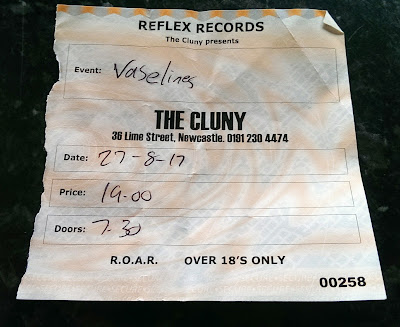 REFLEX RECORDS
The Cluny presents
Event: Vaselines
THE CLUNY
36 Lime Street, Newcastle. 0191 230 4474
Date: 27-8-17
Price: 19-00
Doors: 7-30
R.O.A.R. OVER 18'S ONLY
00258